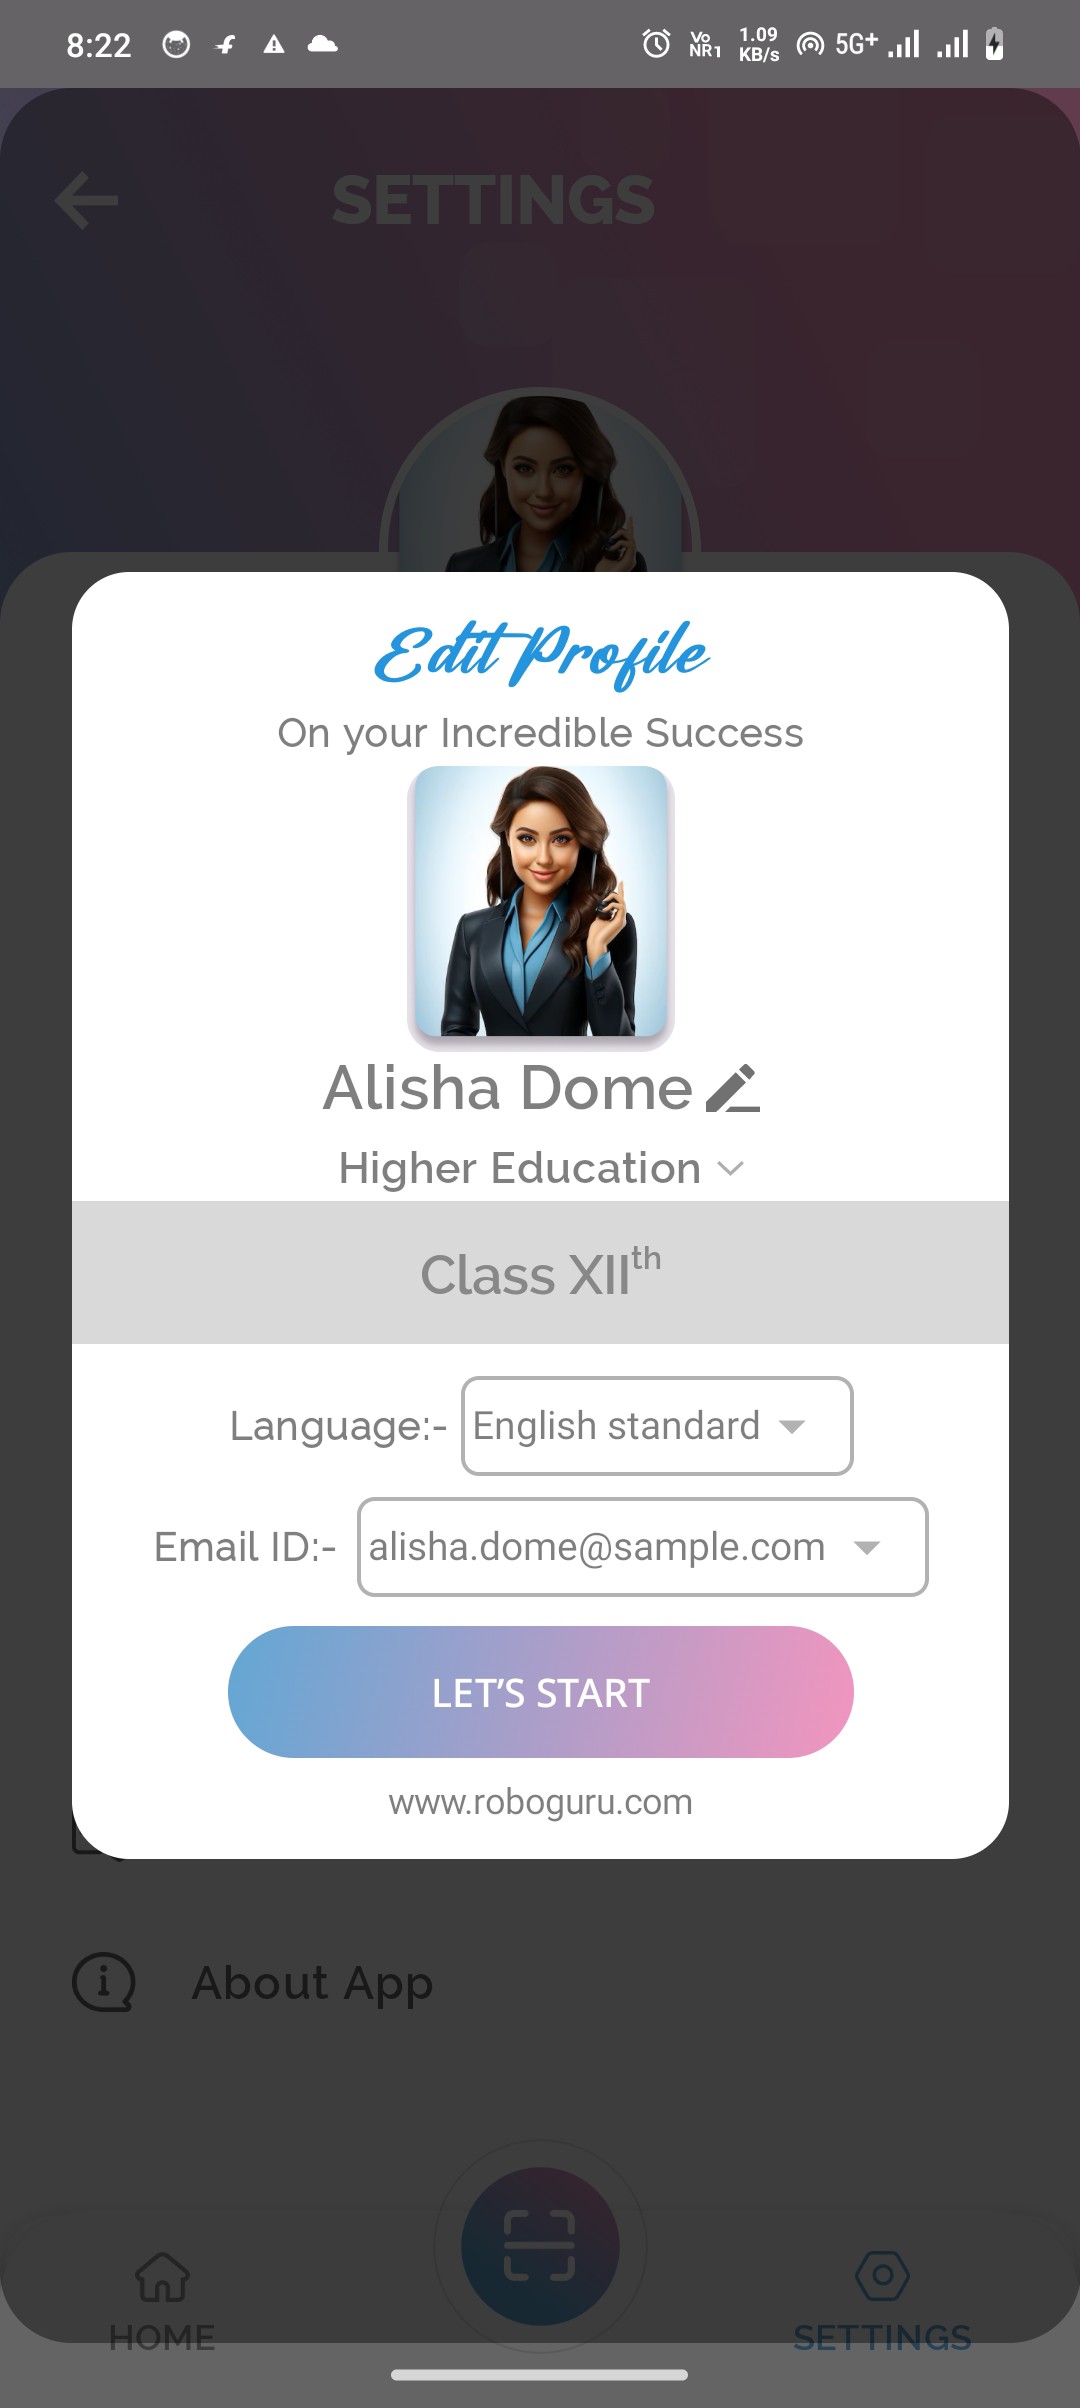 8:22 Vo NR1 1.09 KB/s 5G+
SETTINGS
Edit Profile
On your Incredible Success
Alisha Dome
Higher Education
Class XIIth
Language:- English standard
Email ID:- alisha.dome@sample.com
LET'S START
www.roboguru.com
About App
HOME SETTINGS